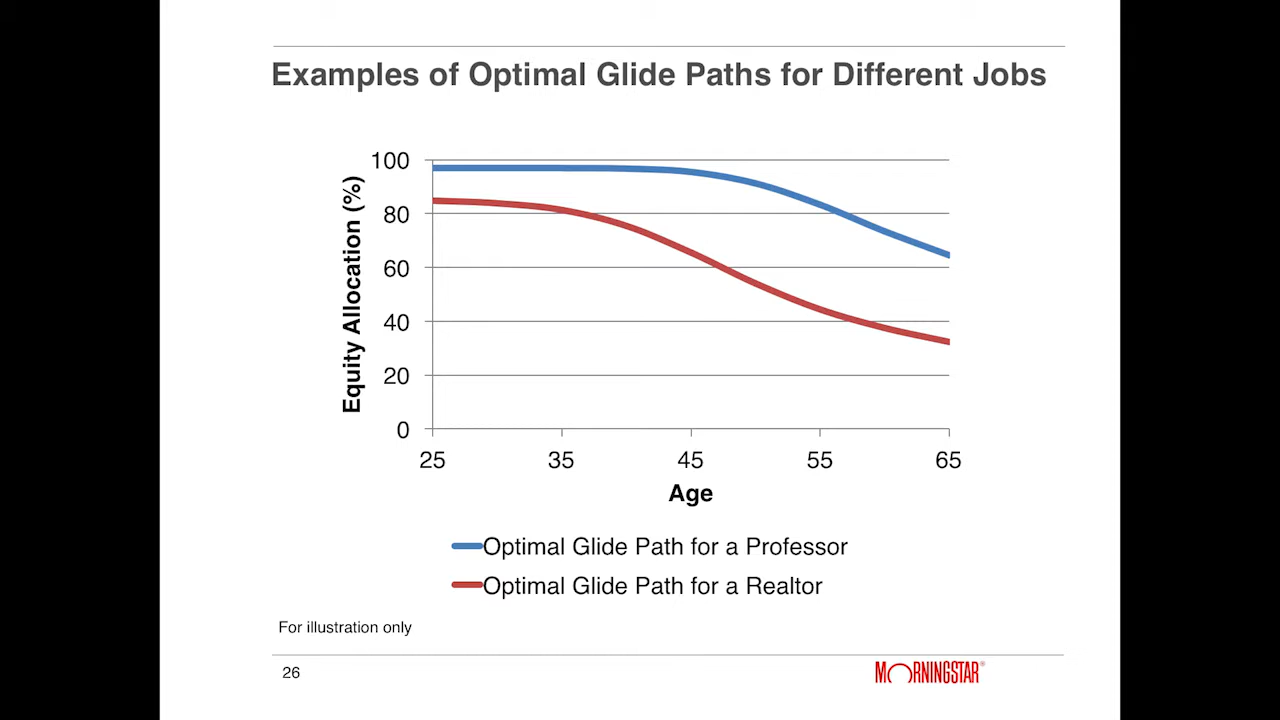 Examples of Optimal Glide Paths for Different Jobs
100
80
60
40
20
0
Equity Allocation (%)
25 35 45 55 65
Age
Optimal Glide Path for a Professor
Optimal Glide Path for a Realtor
For illustration only
26
MORNINGSTAR®